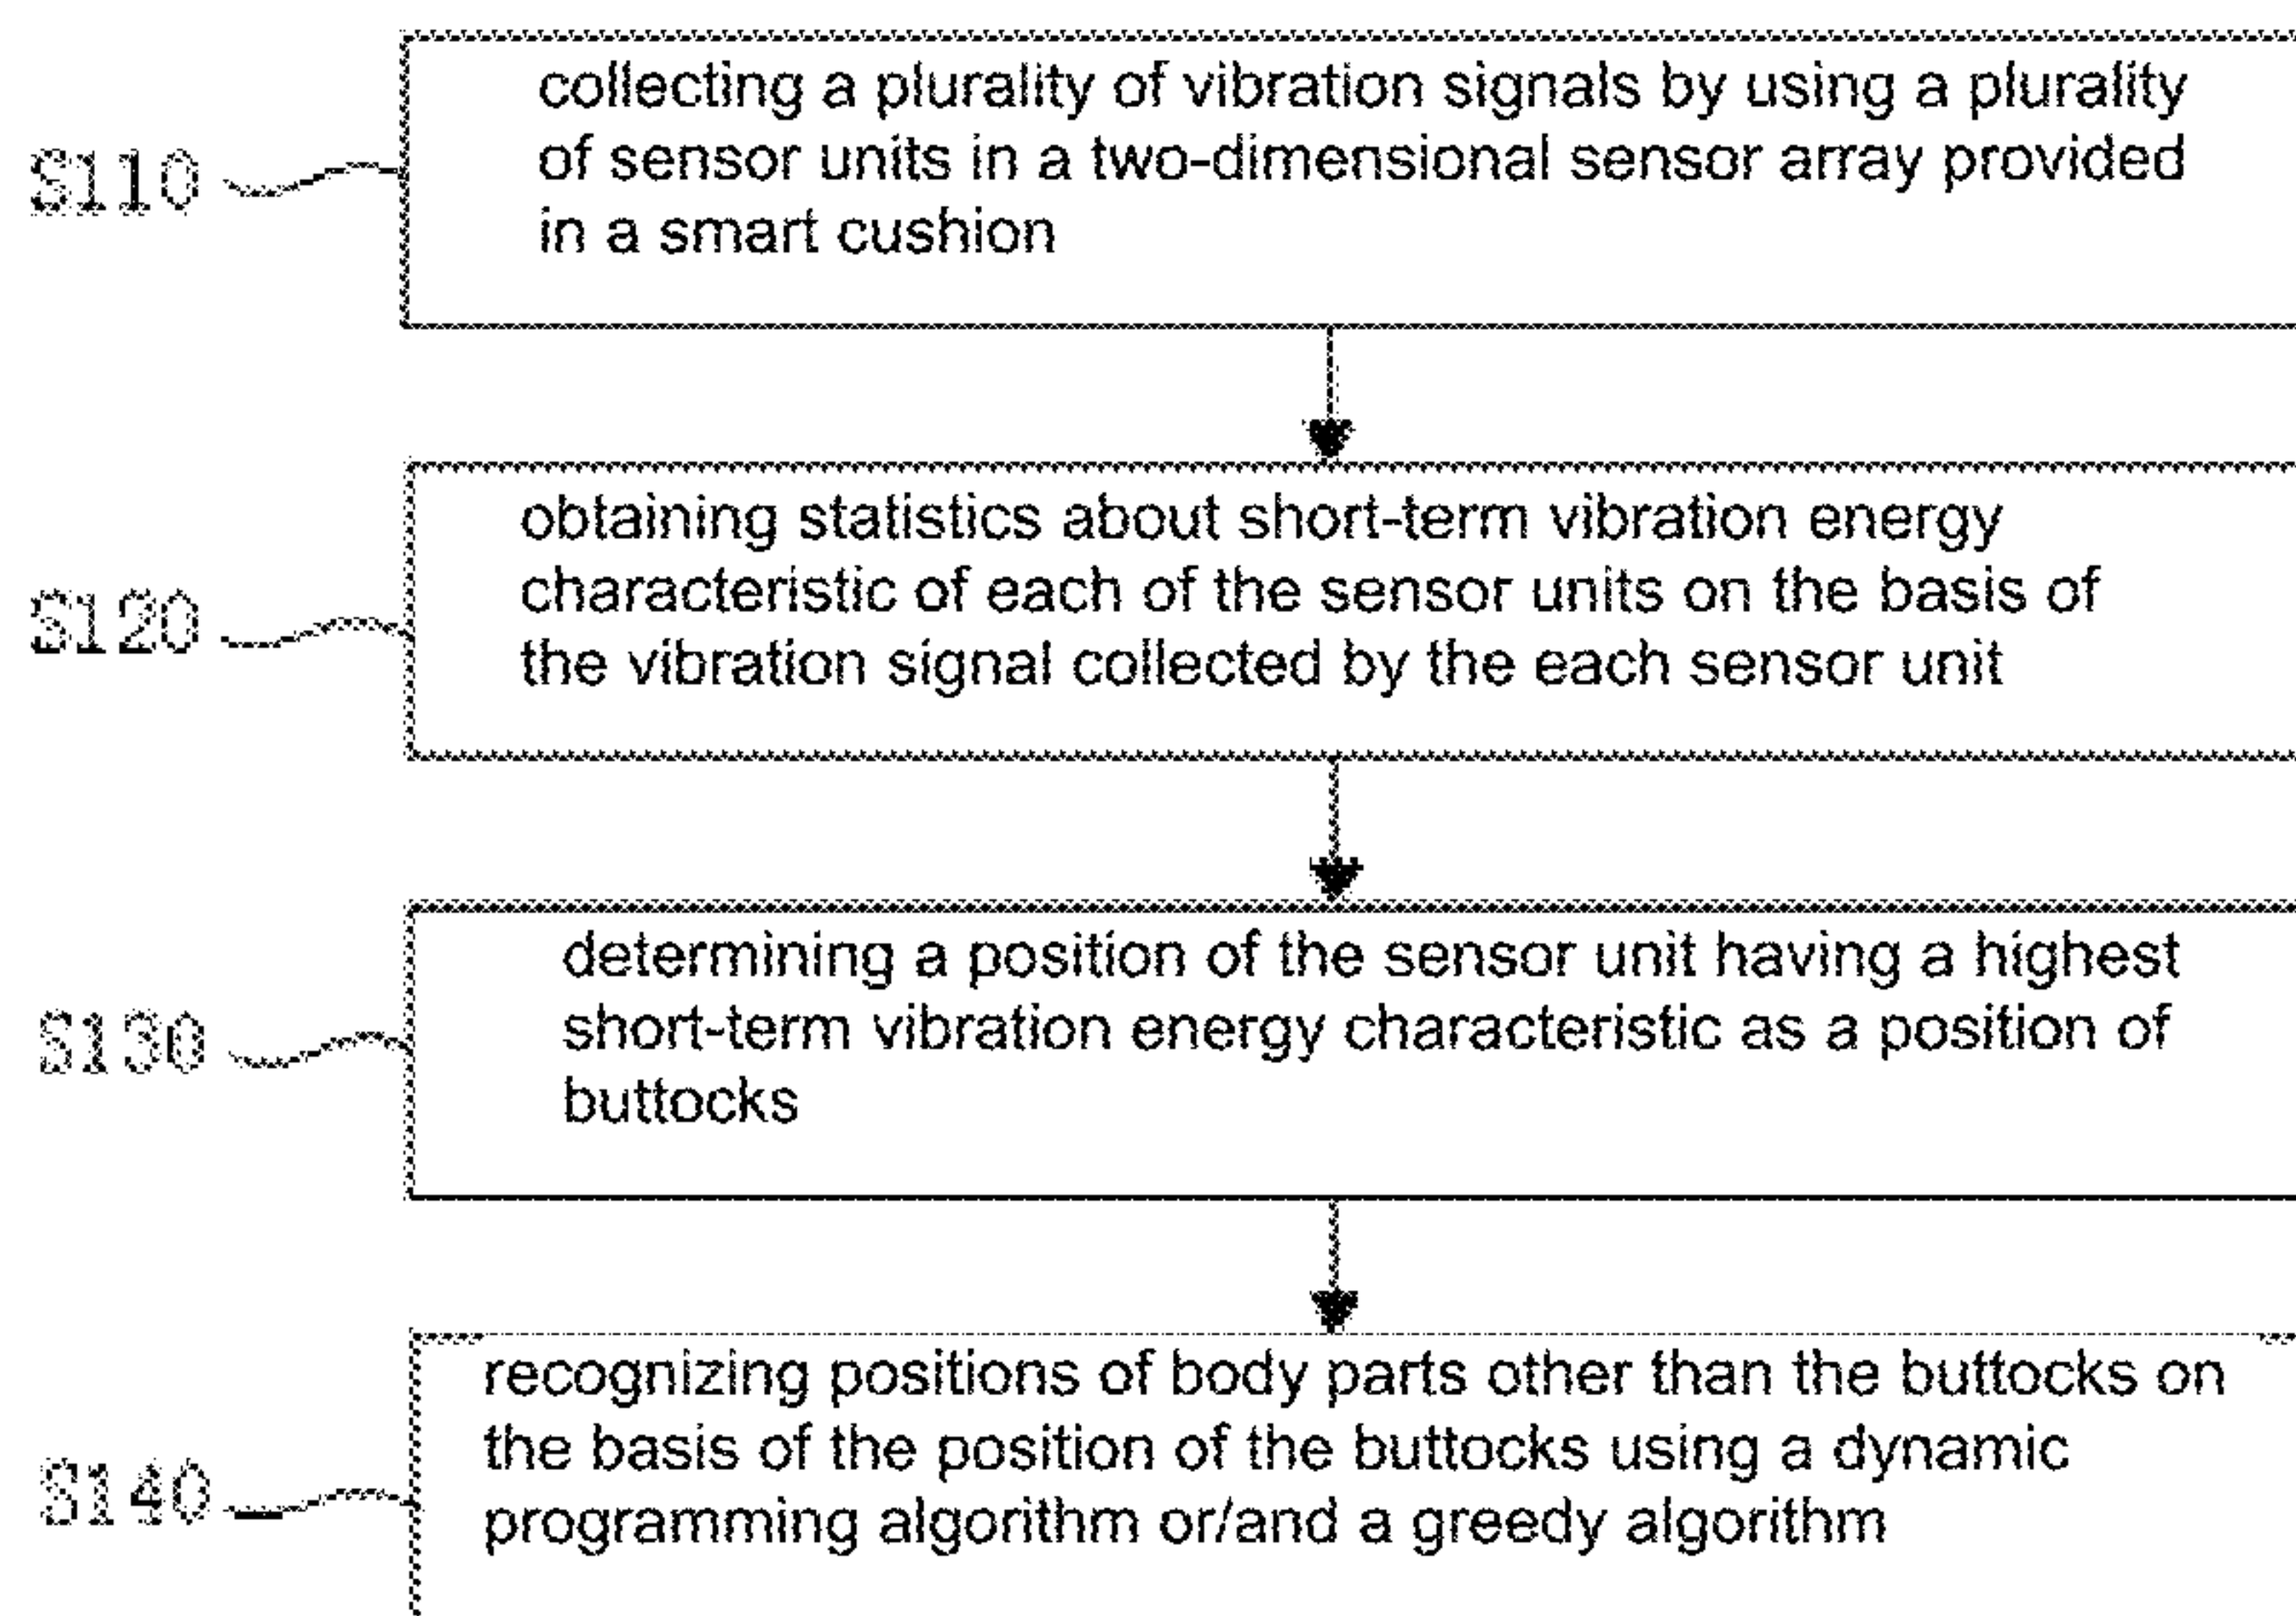 collecting a plurality of vibration signals by using a plurality
of sensor units in a two-dimensional sensor array provided
in a smart cushion
S110
obtaining statistics about short-term vibration energy
characteristic of each of the sensor units on the basis of
the vibration signal collected by the each sensor unit
S120
determining a position of the sensor unit having a highest
short-term vibration energy characteristic as a position of
buttocks
S130
recognizing positions of body parts other than the buttocks on
the basis of the position of the buttocks using a dynamic
programming algorithm or/and a greedy algorithm
S140